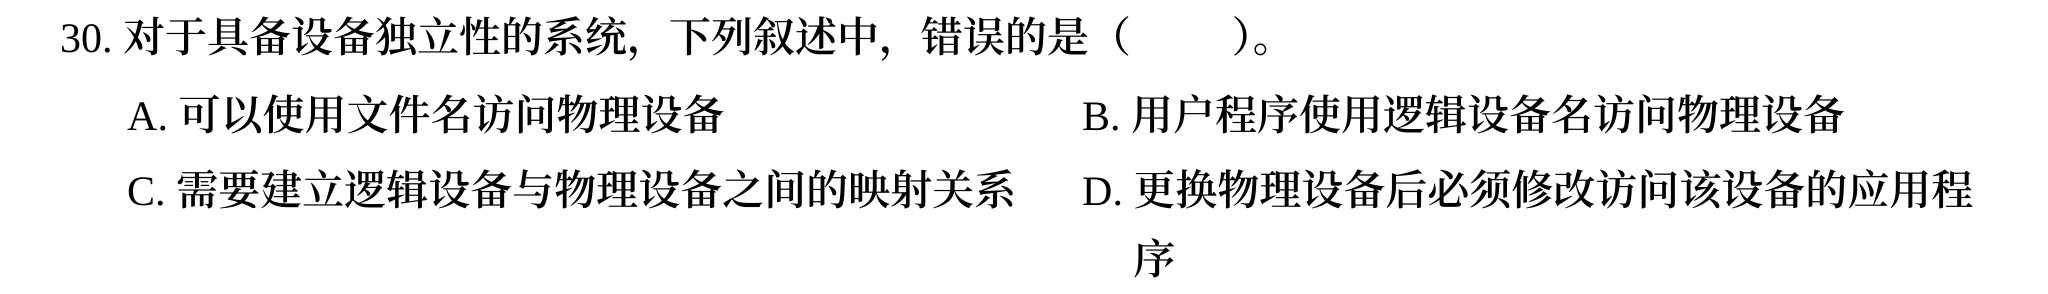 30. 对于具备设备独立性的系统，下列叙述中，错误的是（　　）。
A. 可以使用文件名访问物理设备　　B. 用户程序使用逻辑设备名访问物理设备
C. 需要建立逻辑设备与物理设备之间的映射关系　　D. 更换物理设备后必须修改访问该设备的应用程
序